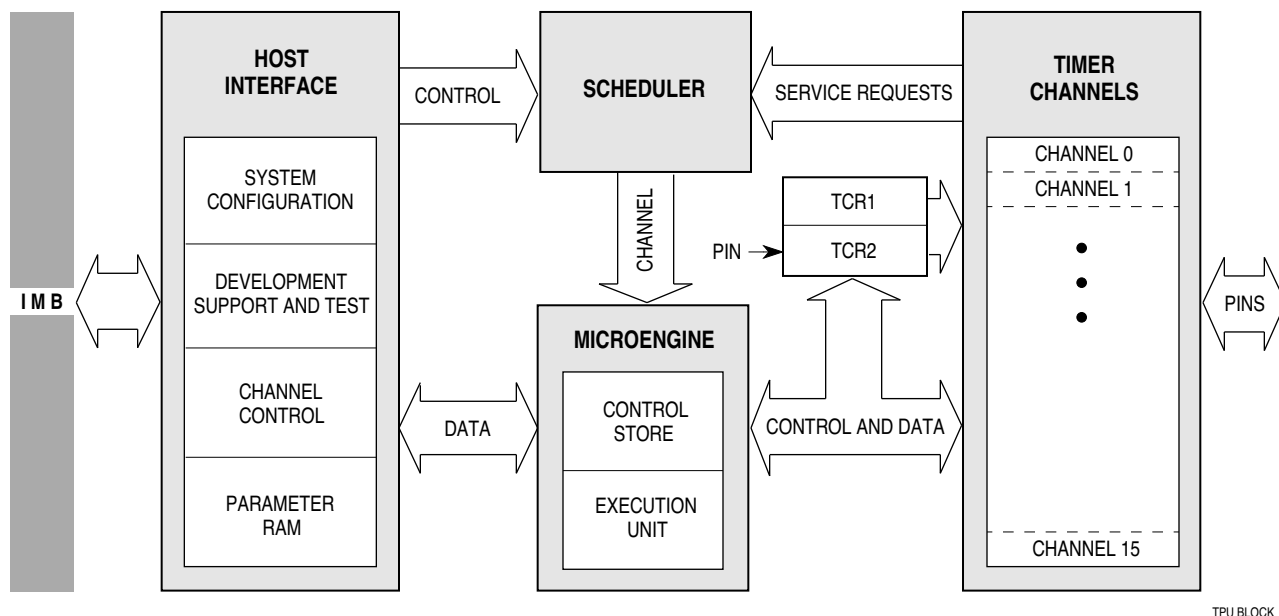 HOST
INTERFACE
CONTROL
SCHEDULER
SERVICE REQUESTS
TIMER
CHANNELS
SYSTEM
CONFIGURATION
DEVELOPMENT
SUPPORT AND TEST
CHANNEL
CONTROL
PARAMETER
RAM
I M B
CHANNEL
PIN
TCR1
TCR2
CHANNEL 0
CHANNEL 1
CHANNEL 15
PINS
MICROENGINE
CONTROL
STORE
EXECUTION
UNIT
DATA
CONTROL AND DATA
TPU BLOCK